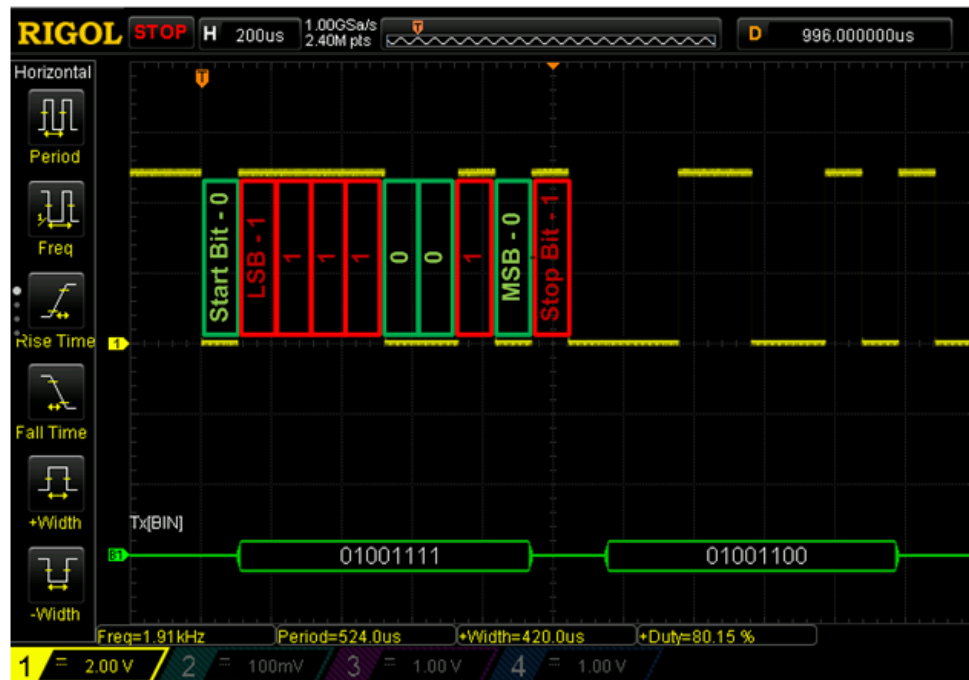 RIGOL STOP H 200us 1.00GSa/s D 996.000000us
2.40M pts
T
T
Horizontal
Period
Freq
Rise Time
Fall Time
+Width
-Width
Start Bit - 0
LSB - 1
1
1
1
0
0
1
MSB - 0
Stop Bit - 1
1
Tx[BIN]
B1 01001111 01001100
Freq=1.91kHz Period=524.0us +Width=420.0us +Duty=80.15 %
1 = 2.00 V 2 = 100mV 3 = 1.00 V 4 = 1.00 V